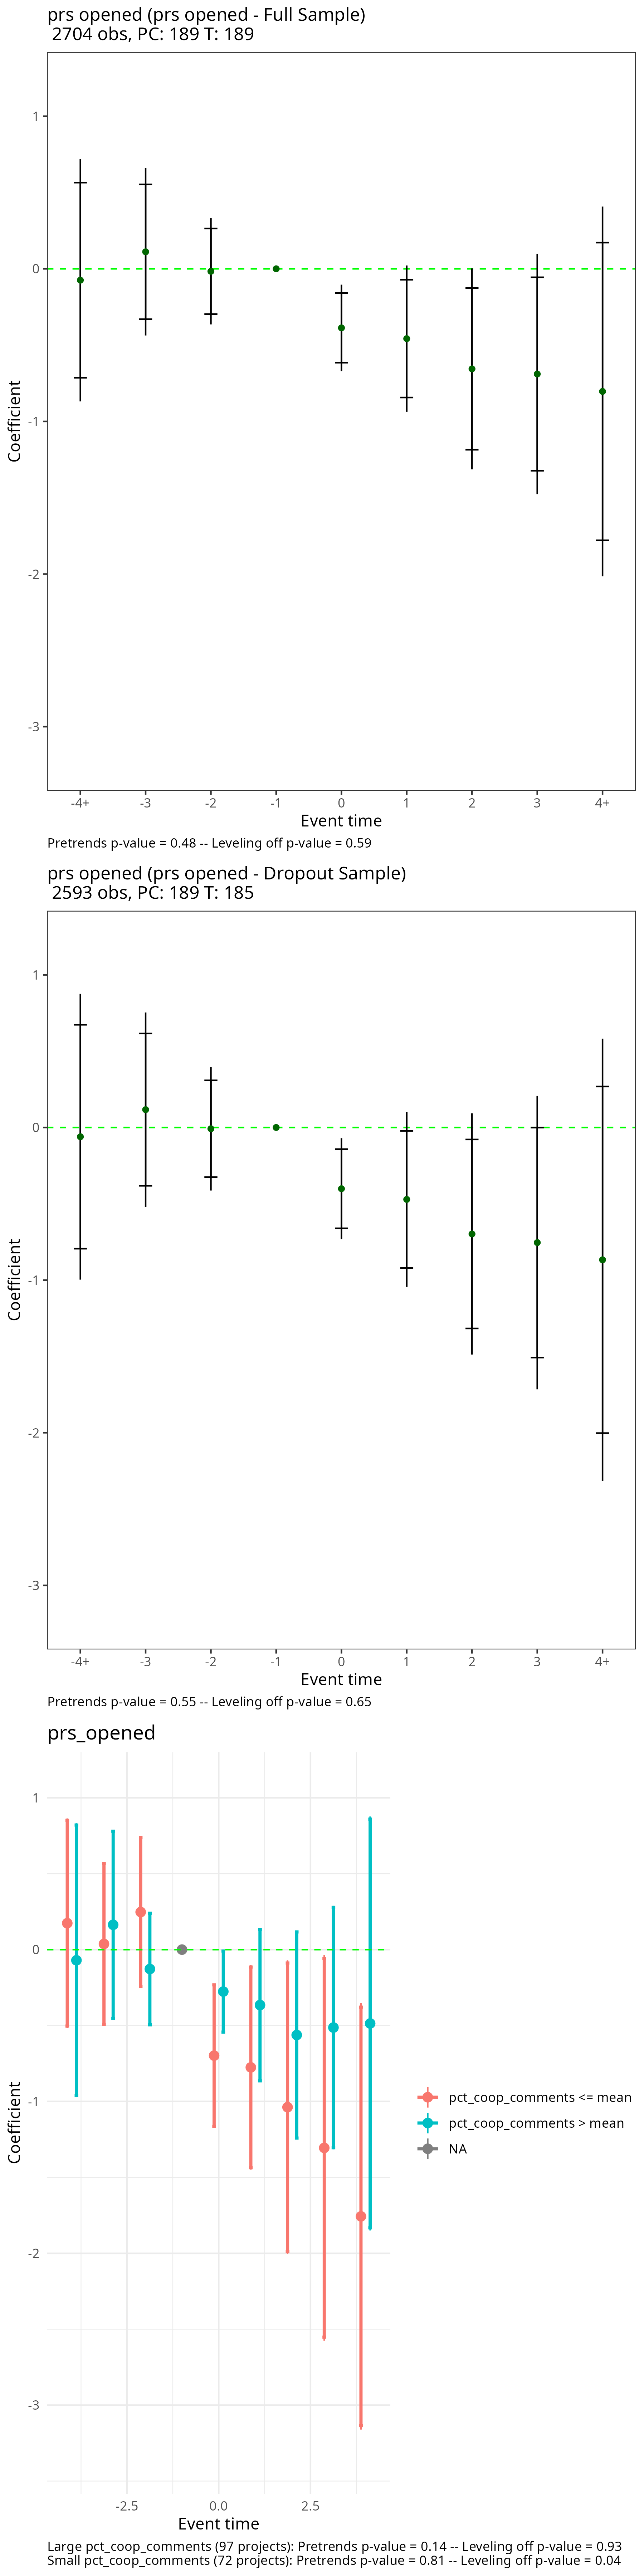 prs opened (prs opened - Full Sample)
2704 obs, PC: 189 T: 189
1
0
-1
-2
-3
Coefficient
-4+ -3 -2 -1 0 1 2 3 4+
Event time
Pretrends p-value = 0.48 -- Leveling off p-value = 0.59
prs opened (prs opened - Dropout Sample)
2593 obs, PC: 189 T: 185
1
0
-1
-2
-3
Coefficient
-4+ -3 -2 -1 0 1 2 3 4+
Event time
Pretrends p-value = 0.55 -- Leveling off p-value = 0.65
prs_opened
1
0
-1
-2
-3
Coefficient
-2.5 0.0 2.5
Event time
pct_coop_comments <= mean
pct_coop_comments > mean
NA
Large pct_coop_comments (97 projects): Pretrends p-value = 0.14 -- Leveling off p-value = 0.93
Small pct_coop_comments (72 projects): Pretrends p-value = 0.81 -- Leveling off p-value = 0.04